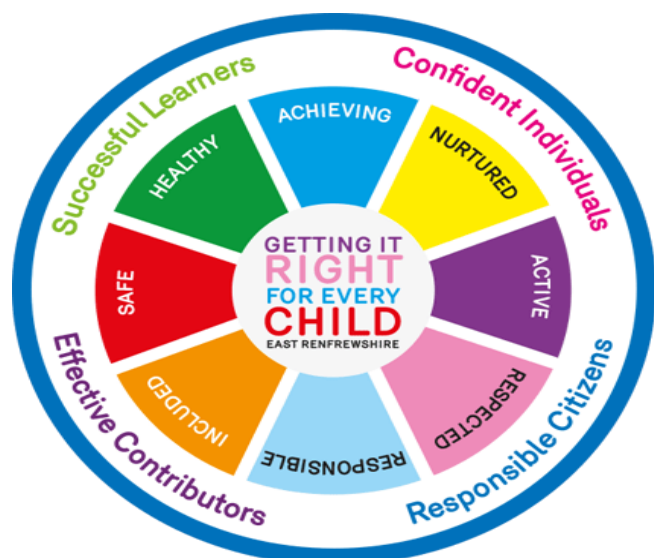 Successful Learners
Confident Individuals
ACHIEVING
HEALTHY
NURTURED
SAFE
GETTING IT
RIGHT
FOR EVERY
CHILD
EAST RENFREWSHIRE
ACTIVE
INCLUDED
RESPECTED
RESPONSIBLE
Effective Contributors
Responsible Citizens